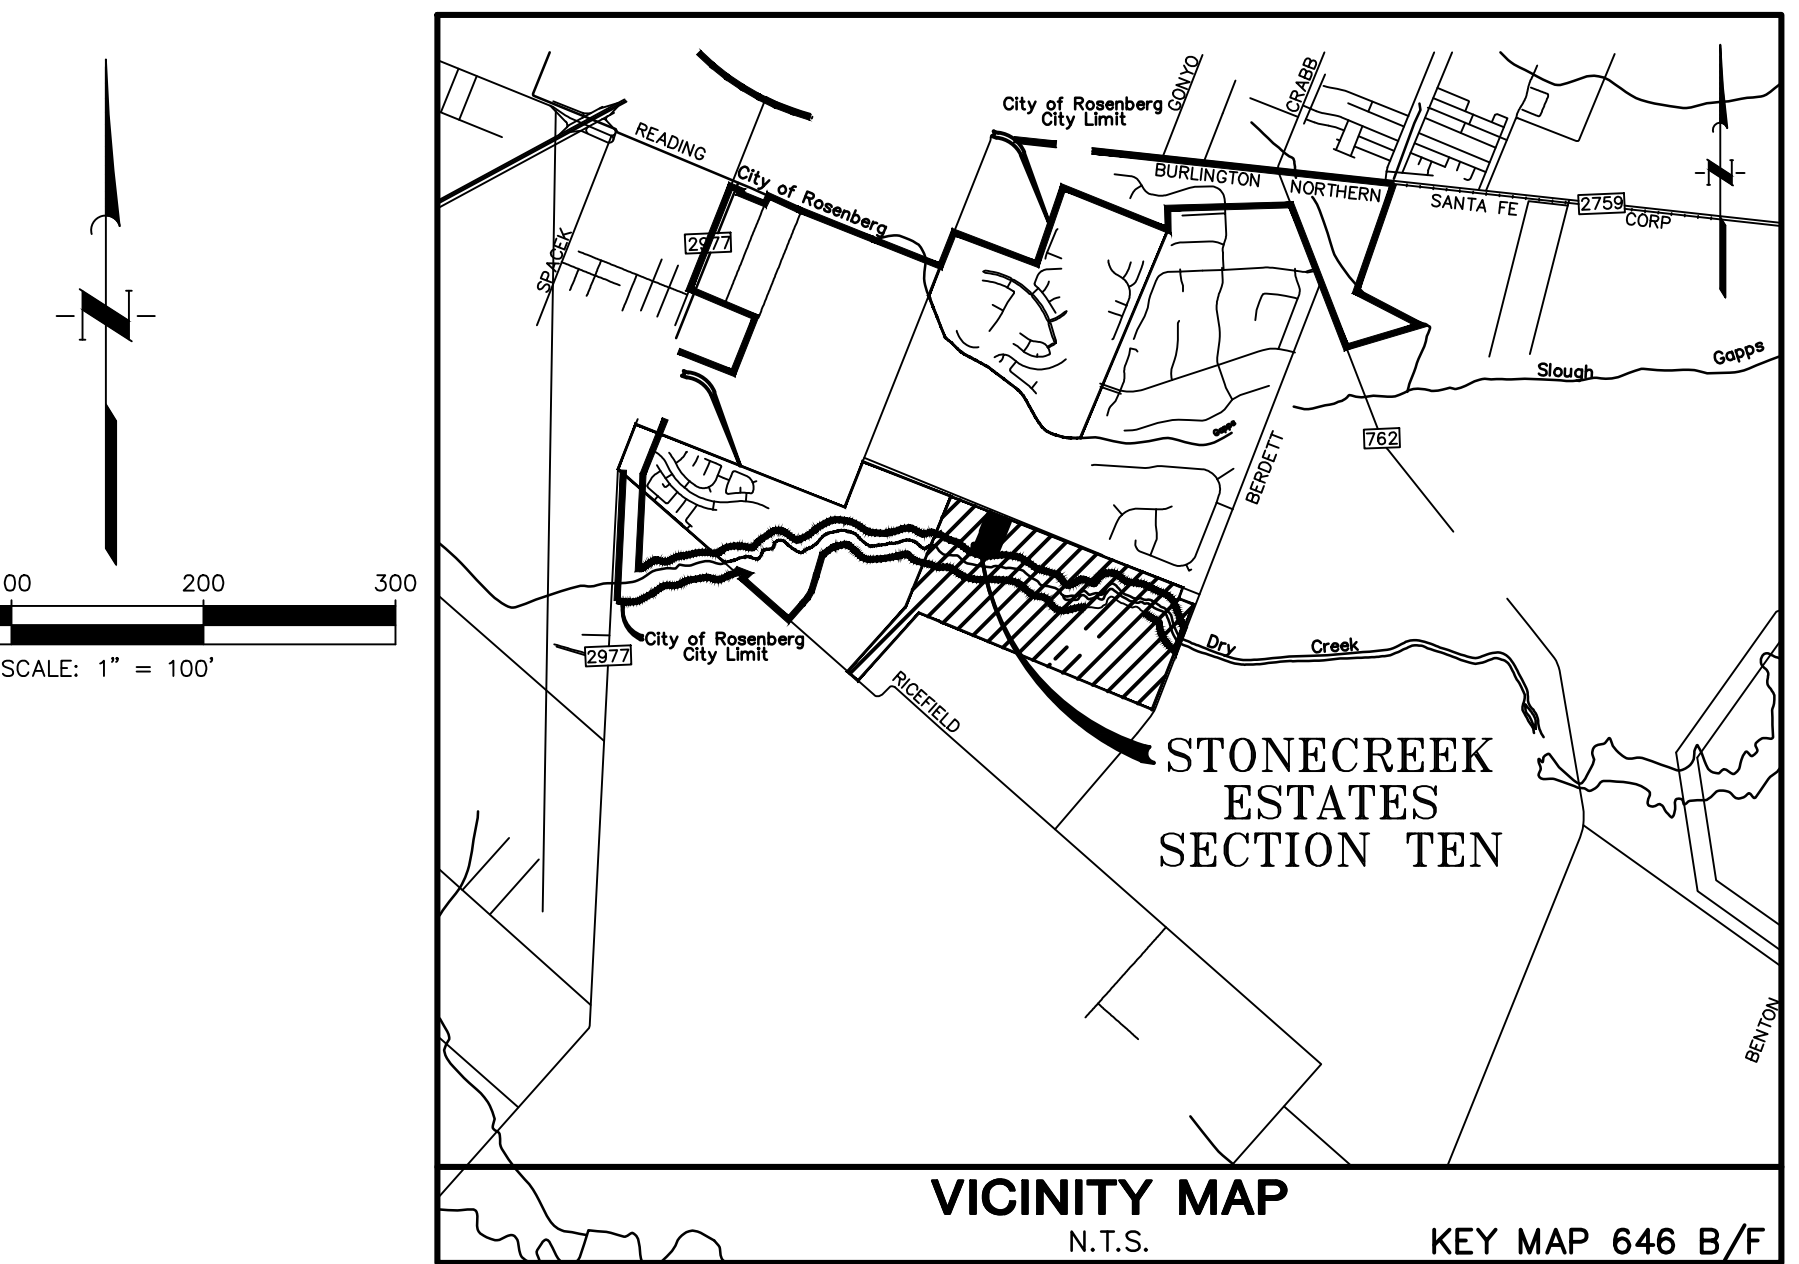 GONYO
CRABB
City of Rosenberg
City Limit
READING
BURLINGTON
NORTHERN
SANTA FE
2759
CORP
City of Rosenberg
2977
SPACEK
N
N
Gapps
Slough
Gapps
762
BERDETT
00 200 300
SCALE: 1" = 100'
City of Rosenberg
City Limit
2977
Dry
Creek
RICEFIELD
STONECREEK
ESTATES
SECTION TEN
BENTON
VICINITY MAP
N.T.S.
KEY MAP 646 B/F